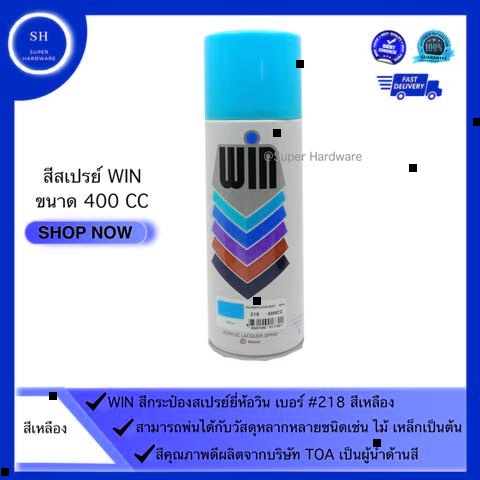 SH
SUPER
HARDWARE
BEST QUALITY
100%
GUARANTEE
FAST
DELIVERY
สีสเปรย์ WIN
ขนาด 400 CC
SHOP NOW
win
@Super Hardware
218 400CC
ACRYLIC LACQUER SPRAY
สีเหลือง
WIN สีกระป๋องสเปรย์ยี่ห้อวิน เบอร์ #218 สีเหลือง
สามารถพ่นได้กับวัสดุหลากหลายชนิดเช่น ไม้ เหล็กเป็นต้น
สีคุณภาพดีผลิตจากบริษัท TOA เป็นผู้นำด้านสี